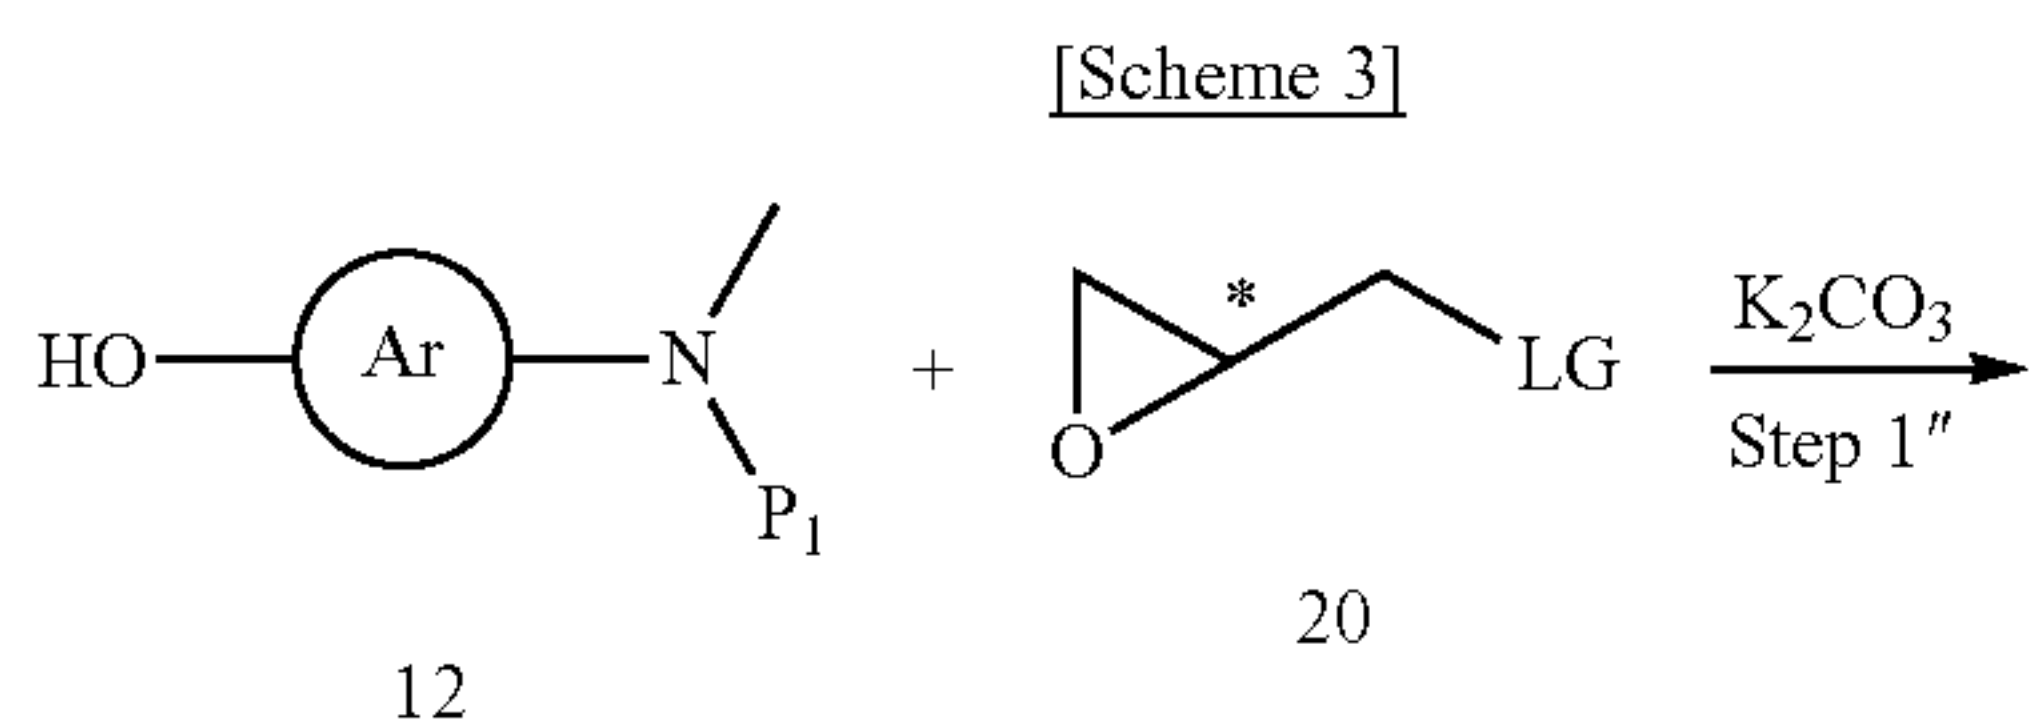 [Scheme 3]
HO Ar N P₁ + O * LG K₂CO₃
Step 1″
12 20